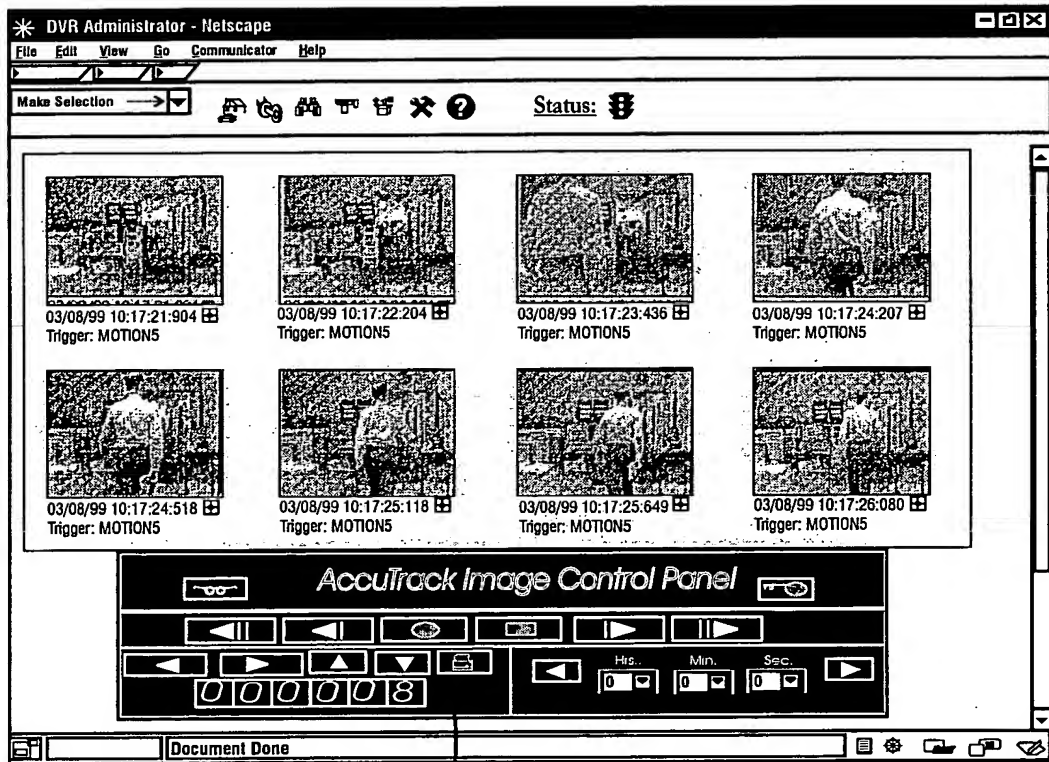 DVR Administrator - Netscape
File Edit View Go Communicator Help
Make Selection
Status:
03/08/99 10:17:21:904
Trigger: MOTION5
03/08/99 10:17:22:204
Trigger: MOTION5
03/08/99 10:17:23:436
Trigger: MOTION5
03/08/99 10:17:24:207
Trigger: MOTION5
03/08/99 10:17:24:518
Trigger: MOTION5
03/08/99 10:17:25:118
Trigger: MOTION5
03/08/99 10:17:25:649
Trigger: MOTION5
03/08/99 10:17:26:080
Trigger: MOTION5
AccuTrack Image Control Panel
Hrs.. Min. Sec.
0 0 0
000008
Document Done